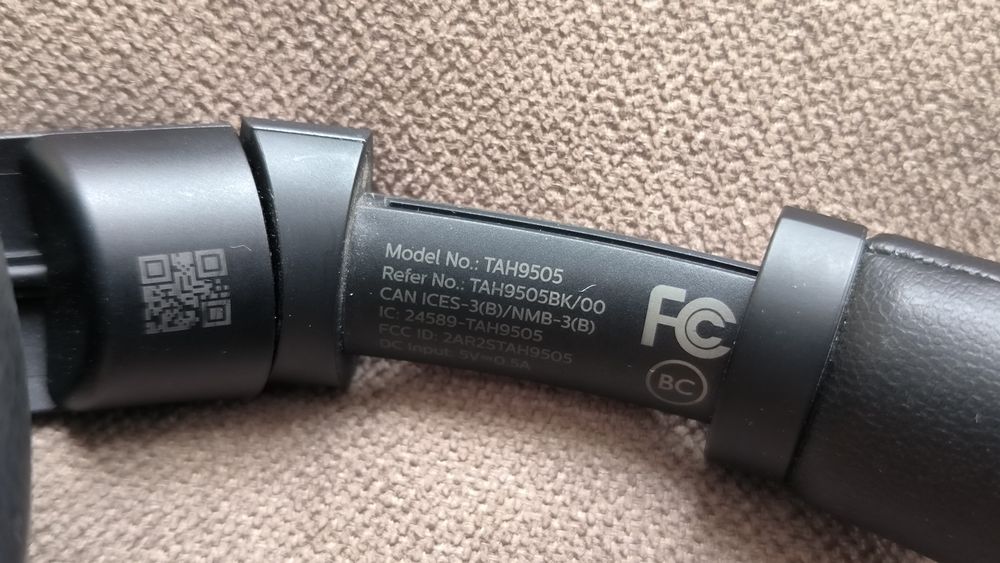 Model No.: TAH9505
Refer No.: TAH9505BK/00
CAN ICES-3(B)/NMB-3(B)
IC: 24589-TAH9505
FCC ID: 2AR2STAH9505
DC Input: 5V⎓0.5A
FC
BC